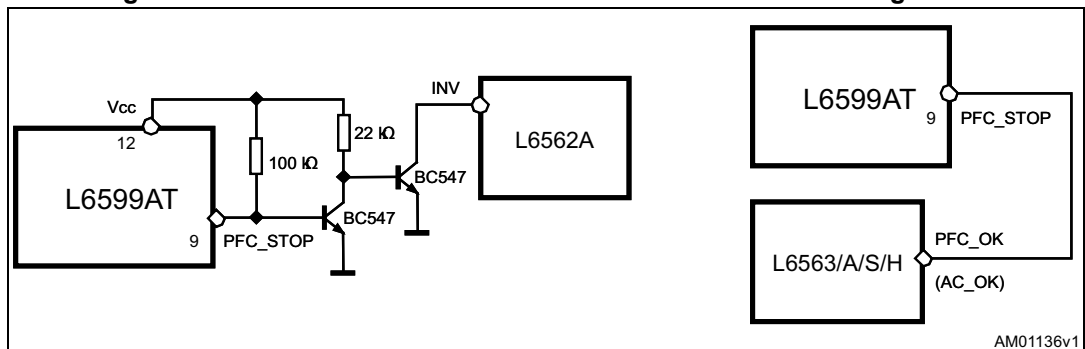 Vcc
12
L6599AT
9
PFC_STOP
100 kΩ
22 kΩ
BC547
BC547
INV
L6562A
L6599AT
9
PFC_STOP
L6563/A/S/H
PFC_OK
(AC_OK)
AM01136v1